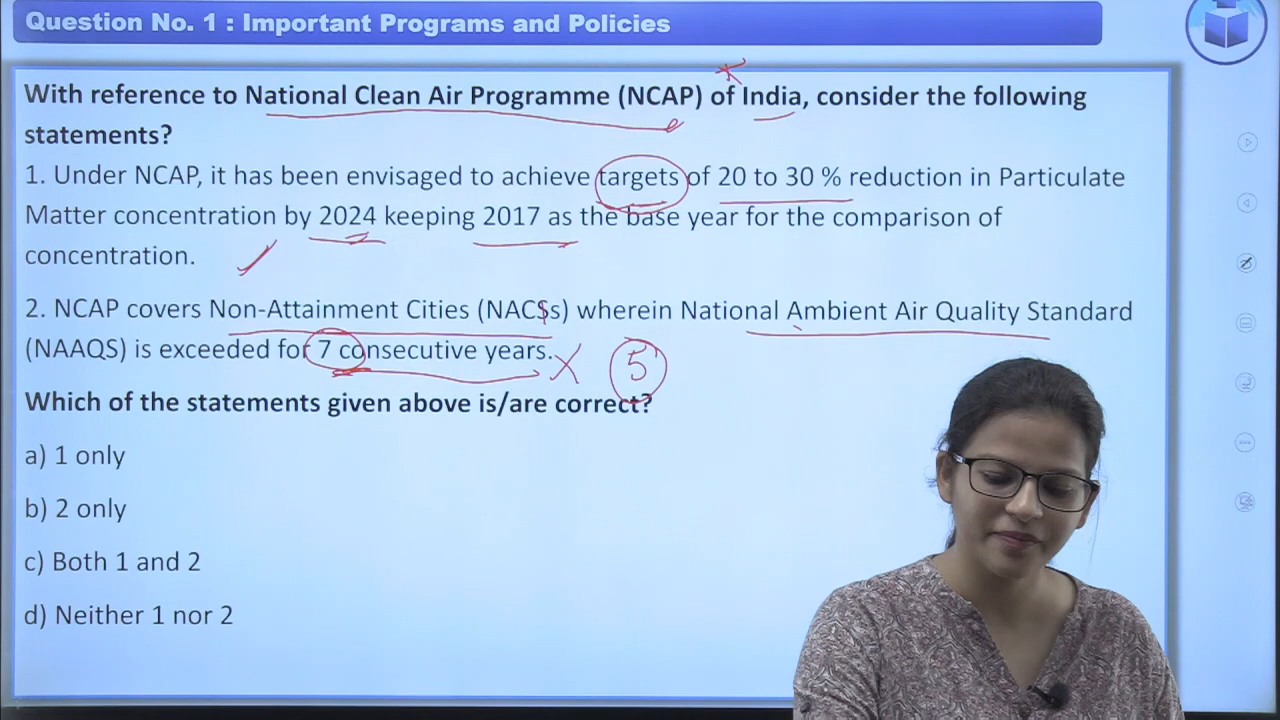 Question No. 1 : Important Programs and Policies
With reference to National Clean Air Programme (NCAP) of India, consider the following
statements?
1. Under NCAP, it has been envisaged to achieve targets of 20 to 30 % reduction in Particulate
Matter concentration by 2024 keeping 2017 as the base year for the comparison of
concentration.
2. NCAP covers Non-Attainment Cities (NACSs) wherein National Ambient Air Quality Standard
(NAAQS) is exceeded for 7 consecutive years. X 5
Which of the statements given above is/are correct?
a) 1 only
b) 2 only
c) Both 1 and 2
d) Neither 1 nor 2